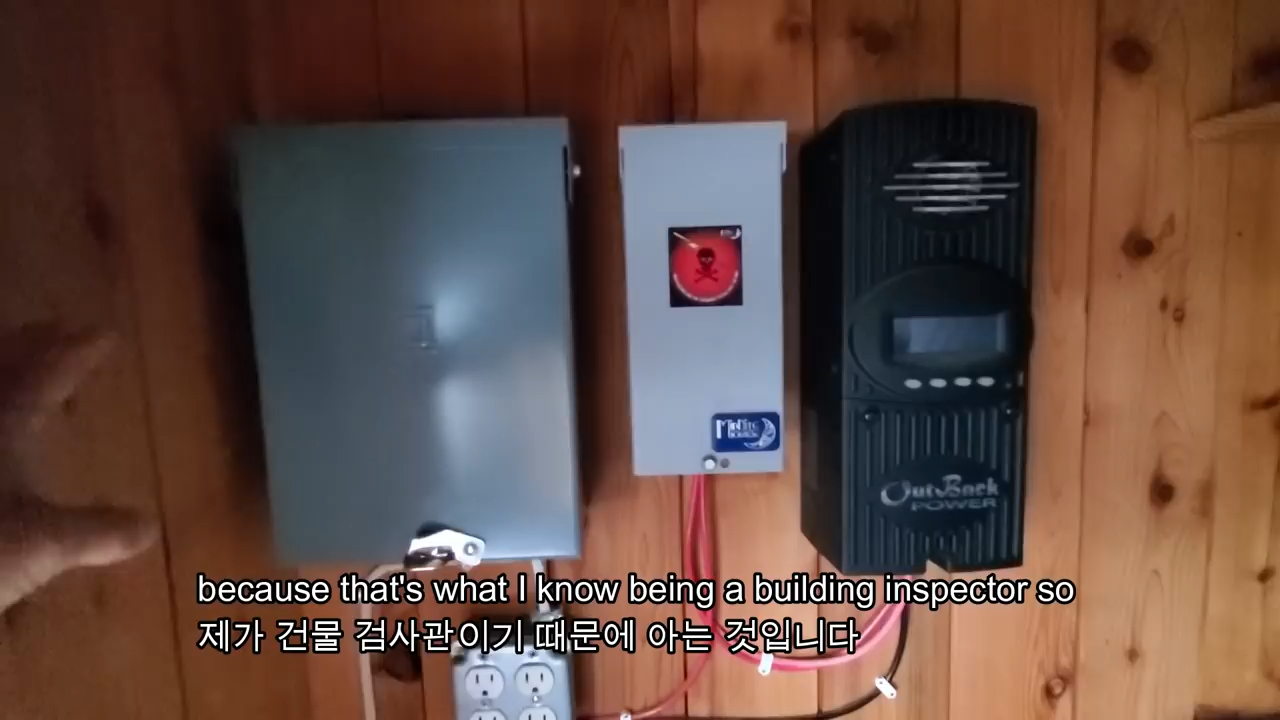 MidNite
OutBack
POWER
because that's what I know being a building inspector so
제가 건물 검사관이기 때문에 아는 것입니다